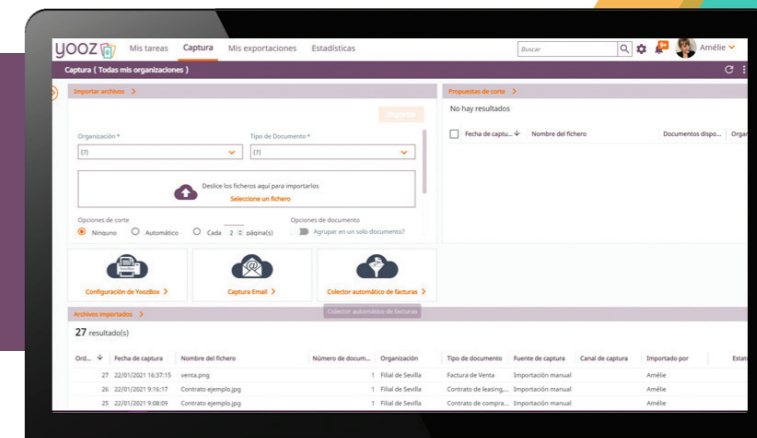 yooz
Mis tareas Captura Mis exportaciones Estadísticas Buscar 9+ Amélie
Captura ( Todas mis organizaciones )
Importar archivos > Propuestas de corte >
No hay resultados
Importar
Organización * Tipo de Documento *
Fecha de captu... Nombre del fichero Documentos dispo... Organ
(7) (7)
Deslice los ficheros aquí para importarlos
Seleccione un fichero
Opciones de corte Opciones de documento
Ninguno Automático Cada 2 página(s) Agrupar en un solo documento?
YoozBox
Configuración de YoozBox > Captura Email > Colector automático de facturas >
Archivos importados > Colector automático de facturas
27 resultado(s)
Ord... Fecha de captura Nombre del fichero Número de docum... Organización Tipo de documento Fuente de captura Canal de captura Importado por Estat
27 22/01/2021 16:37:15 venta.png 1 Filial de Sevilla Factura de Venta Importación manual Amélie
26 22/01/2021 9:16:17 Contrato ejemplo.jpg 1 Filial de Sevilla Contrato de leasing,... Importación manual Amélie
25 22/01/2021 9:08:09 Contrato ejemplo.jpg 1 Filial de Sevilla Contrato de compra... Importación manual Amélie